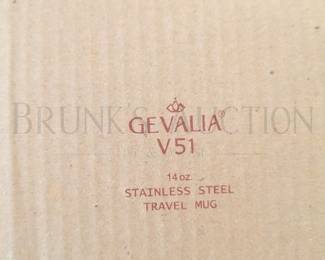 BRUNK'S AUCTION
GEVALIA®
V51
14 oz.
STAINLESS STEEL
TRAVEL MUG